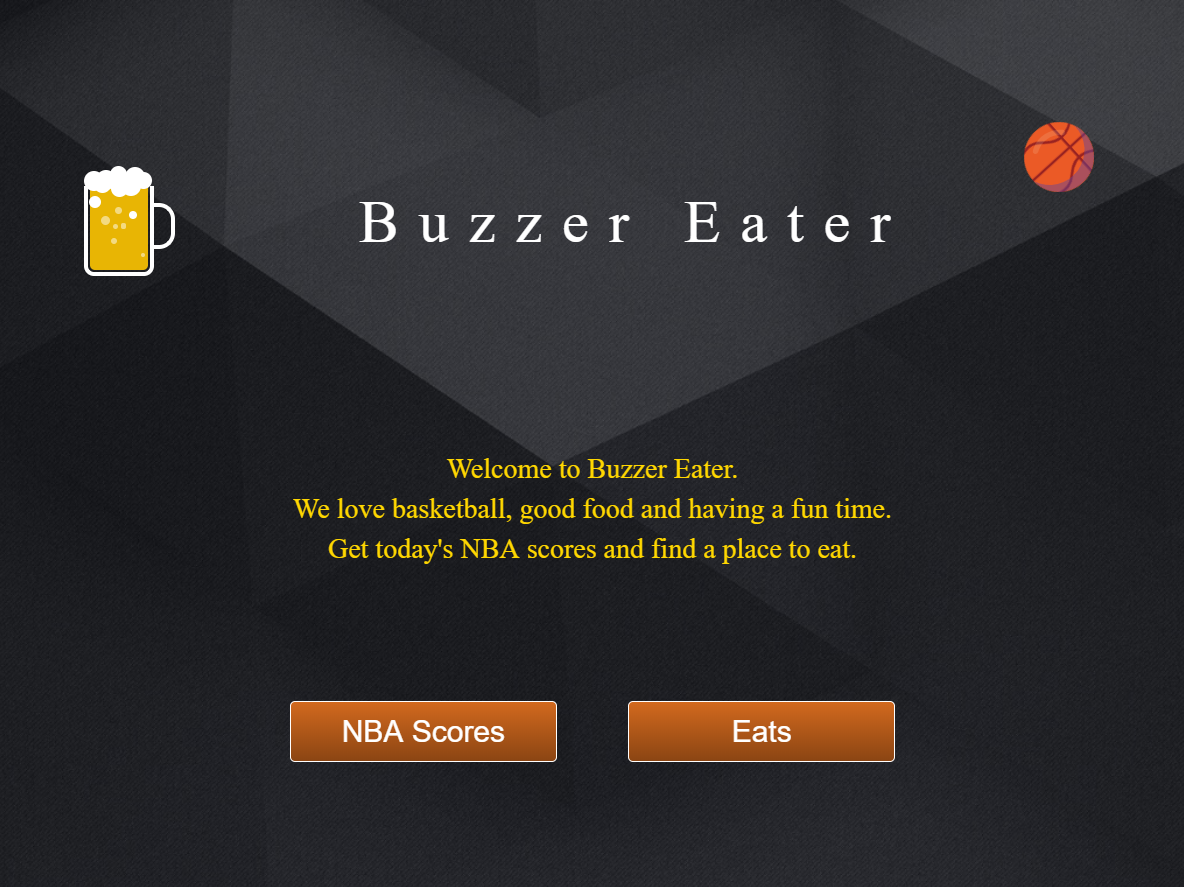 Buzzer Eater
Welcome to Buzzer Eater.
We love basketball, good food and having a fun time.
Get today's NBA scores and find a place to eat.
NBA Scores
Eats